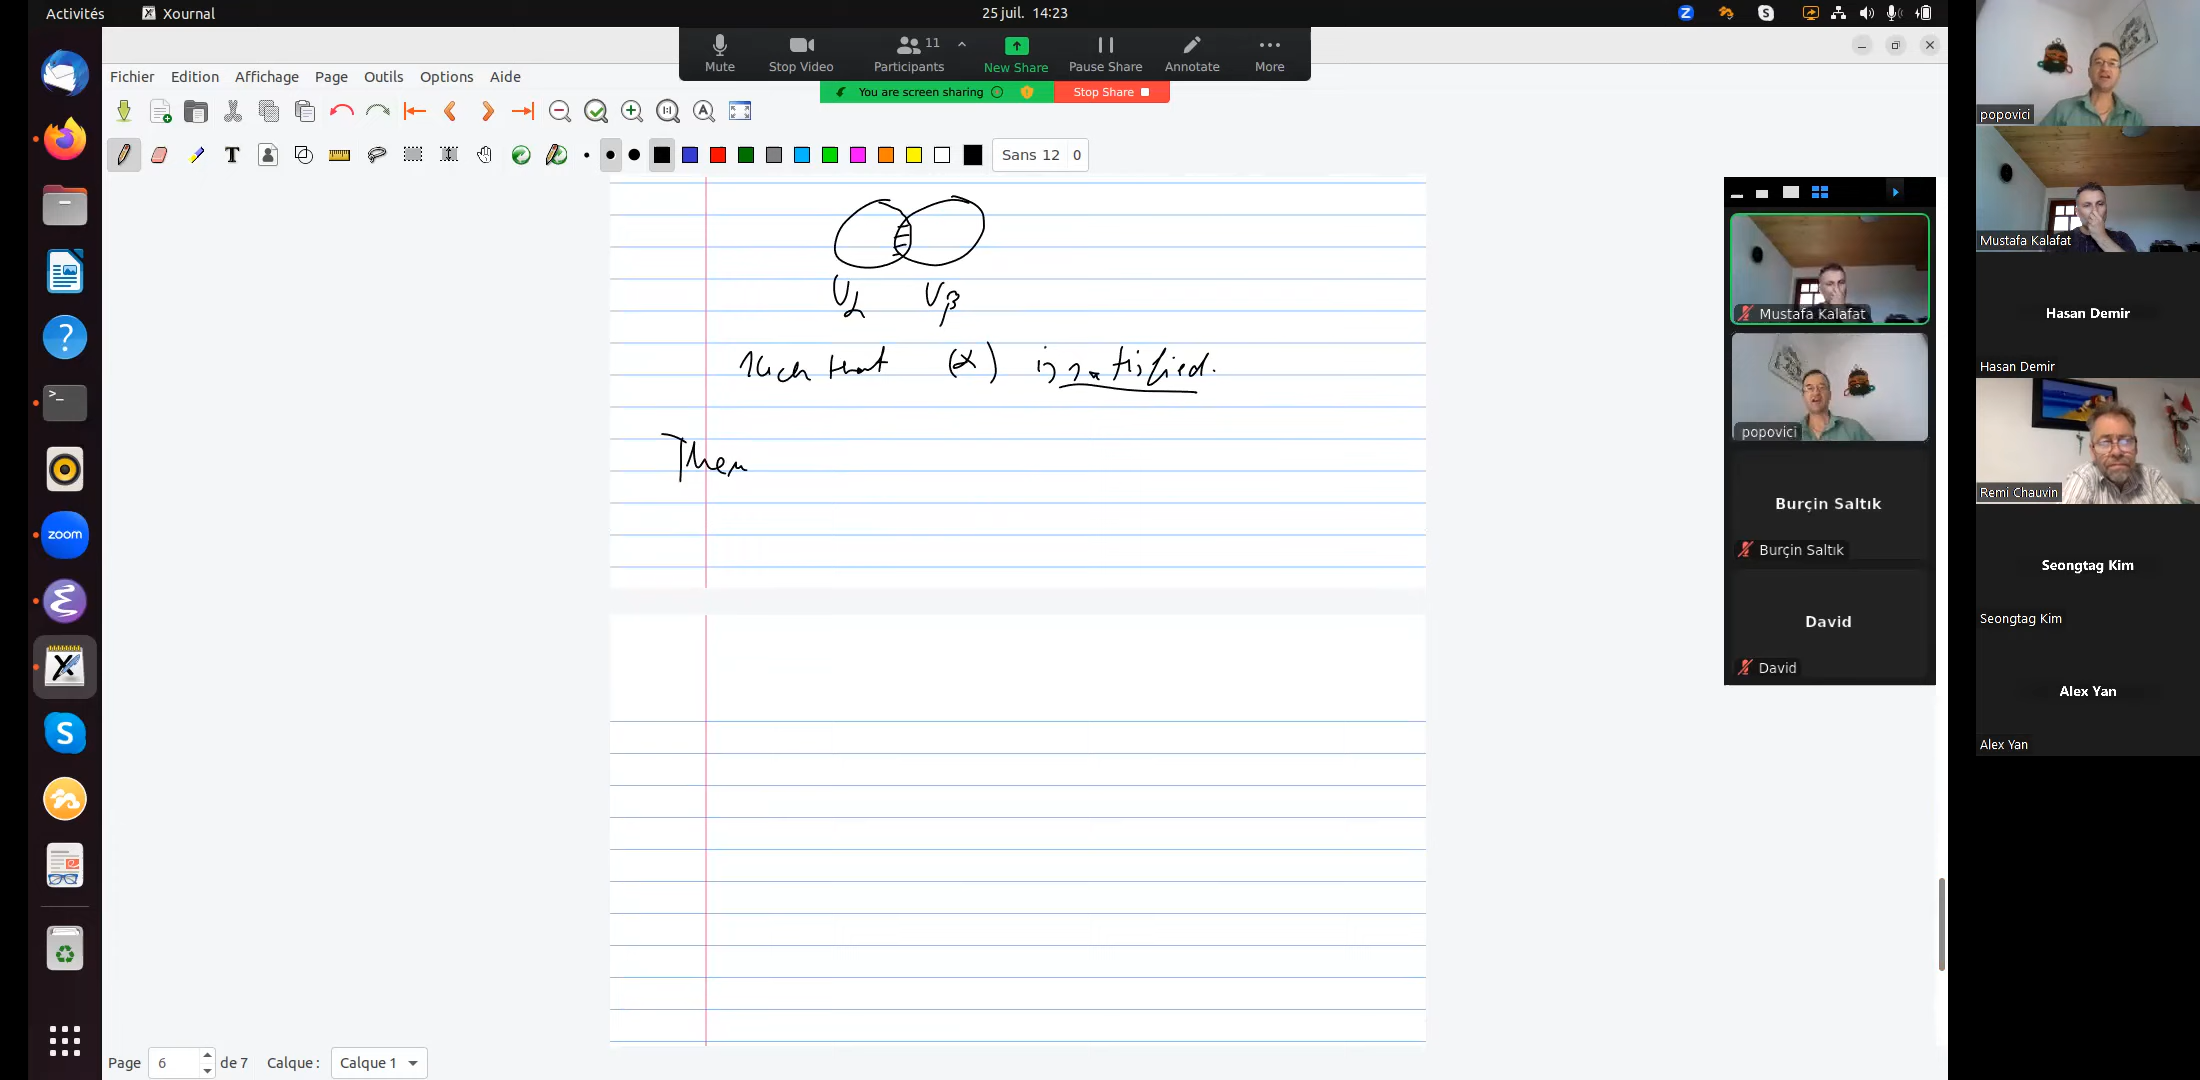 Activités Xournal 25 juil. 14:23
Mute Stop Video Participants 11 New Share Pause Share Annotate More
You are screen sharing Stop Share
Fichier Edition Affichage Page Outils Options Aide
Sans 12 0
U α U β
such that (*) is satisfied.
Then
Page 6 de 7 Calque : Calque 1
Mustafa Kalafat
popovici
Burçin Saltık
Burçin Saltık
David
David
popovici
Mustafa Kalafat
Hasan Demir
Hasan Demir
Remi Chauvin
Seongtag Kim
Seongtag Kim
Alex Yan
Alex Yan
zoom